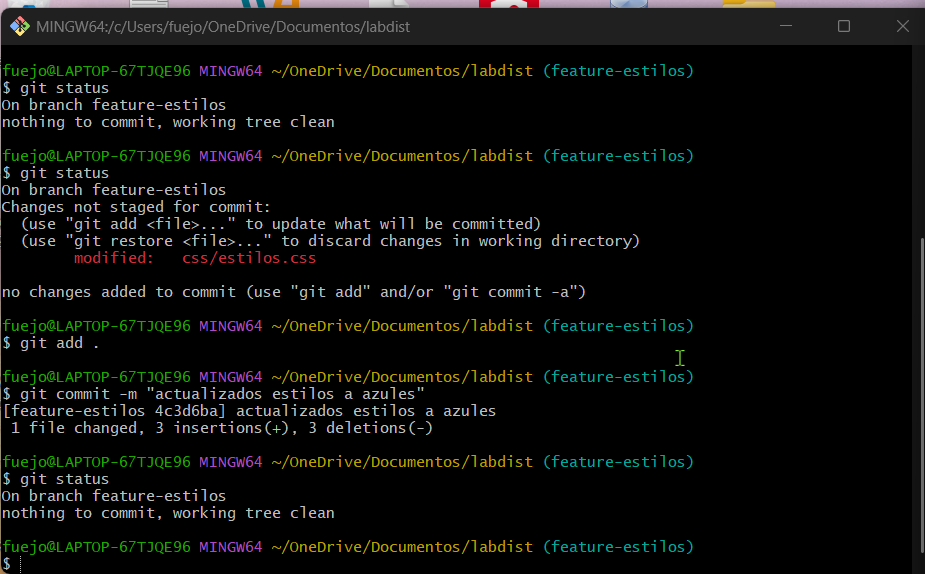 MINGW64:/c/Users/fuejo/OneDrive/Documentos/labdist
fuejo@LAPTOP-67TJQE96 MINGW64 ~/OneDrive/Documentos/labdist (feature-estilos)
$ git status
On branch feature-estilos
nothing to commit, working tree clean
fuejo@LAPTOP-67TJQE96 MINGW64 ~/OneDrive/Documentos/labdist (feature-estilos)
$ git status
On branch feature-estilos
Changes not staged for commit:
  (use "git add <file>..." to update what will be committed)
  (use "git restore <file>..." to discard changes in working directory)
        modified:   css/estilos.css
no changes added to commit (use "git add" and/or "git commit -a")
fuejo@LAPTOP-67TJQE96 MINGW64 ~/OneDrive/Documentos/labdist (feature-estilos)
$ git add .
fuejo@LAPTOP-67TJQE96 MINGW64 ~/OneDrive/Documentos/labdist (feature-estilos)
$ git commit -m "actualizados estilos a azules"
[feature-estilos 4c3d6ba] actualizados estilos a azules
 1 file changed, 3 insertions(+), 3 deletions(-)
fuejo@LAPTOP-67TJQE96 MINGW64 ~/OneDrive/Documentos/labdist (feature-estilos)
$ git status
On branch feature-estilos
nothing to commit, working tree clean
fuejo@LAPTOP-67TJQE96 MINGW64 ~/OneDrive/Documentos/labdist (feature-estilos)
$